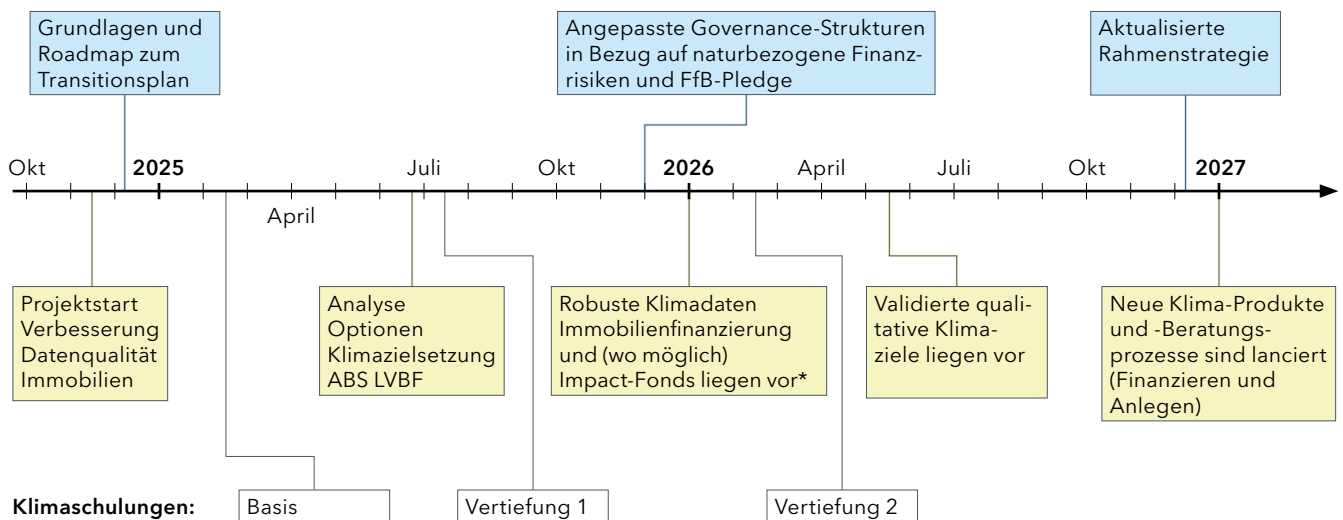 Grundlagen und
Roadmap zum
Transitionsplan
Angepasste Governance-Strukturen
in Bezug auf naturbezogene Finanz-
risiken und FfB-Pledge
Aktualisierte
Rahmenstrategie
Okt 2025 Juli Okt 2026 April Juli Okt 2027
April
Projektstart
Verbesserung
Datenqualität
Immobilien
Analyse
Optionen
Klimazielsetzung
ABS LVBF
Robuste Klimadaten
Immobilienfinanzierung
und (wo möglich)
Impact-Fonds liegen vor*
Validierte quali-
tative Klima-
ziele liegen vor
Neue Klima-Produkte
und -Beratungs-
prozesse sind lanciert
(Finanzieren und
Anlegen)
Klimaschulungen: Basis Vertiefung 1 Vertiefung 2